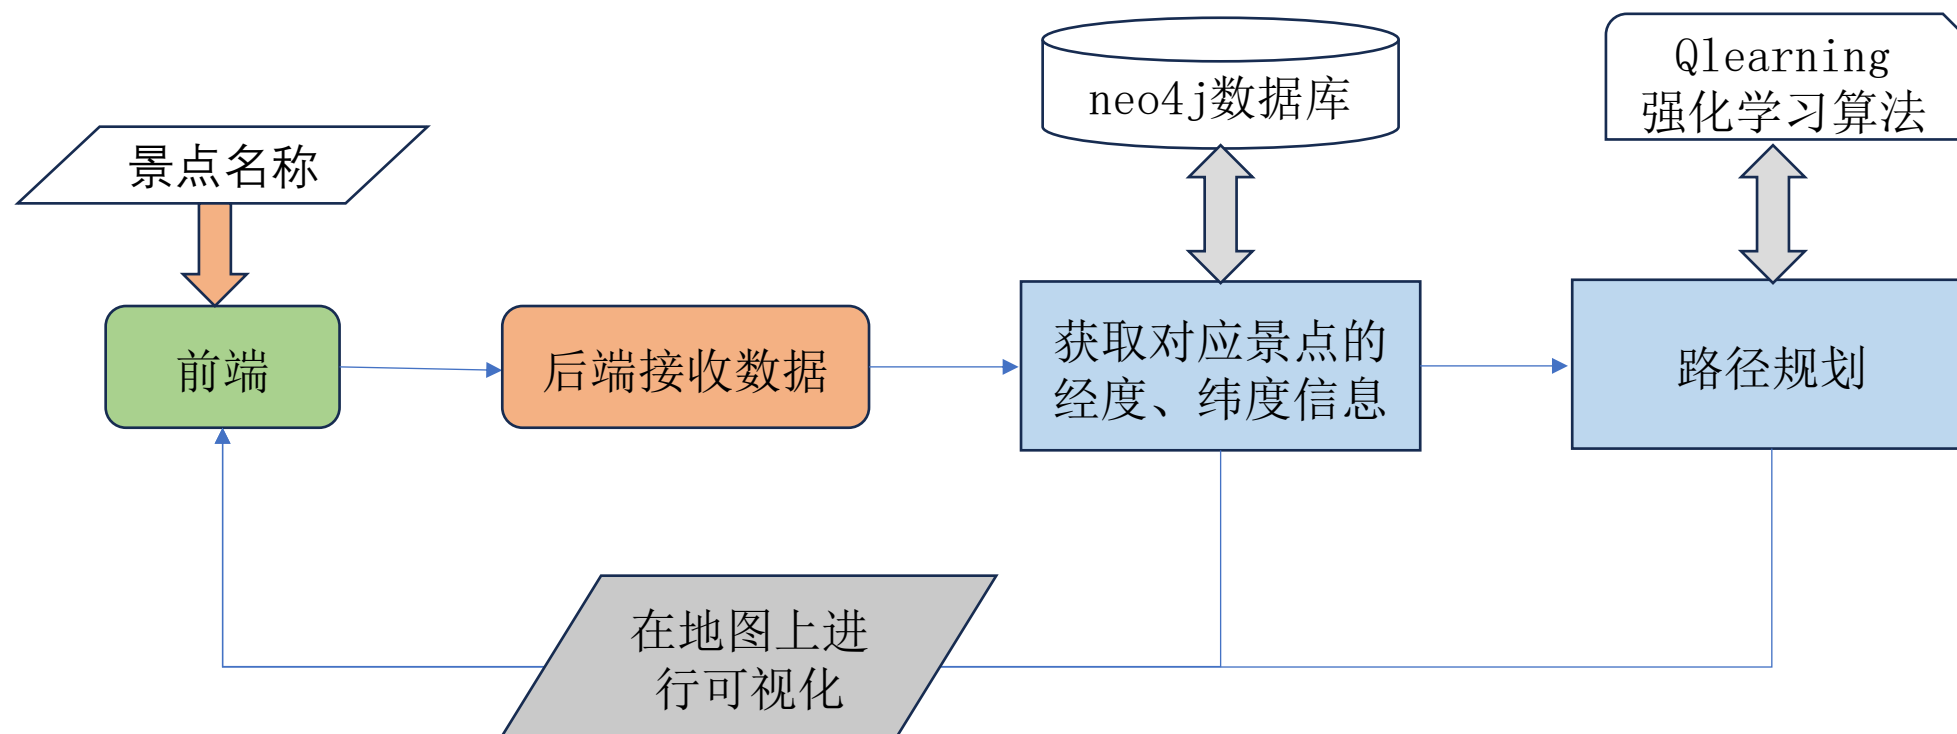 neo4j数据库
Qlearning
强化学习算法
景点名称
前端
后端接收数据
获取对应景点的
经度、纬度信息
路径规划
在地图上进
行可视化